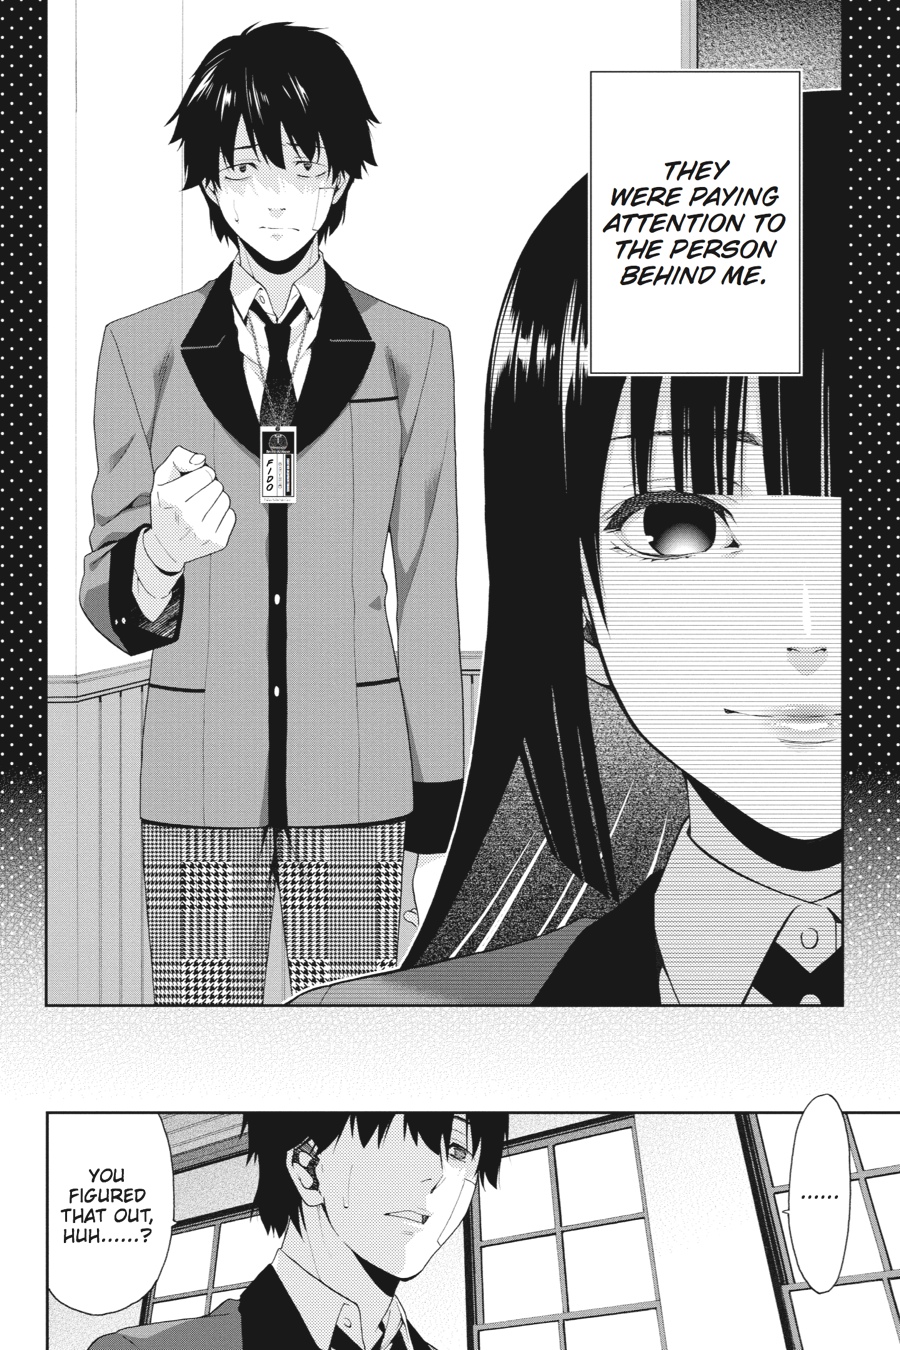 THEY
WERE PAYING
ATTENTION TO
THE PERSON
BEHIND ME.
FIDO
YOU
FIGURED
THAT OUT,
HUH......?
......